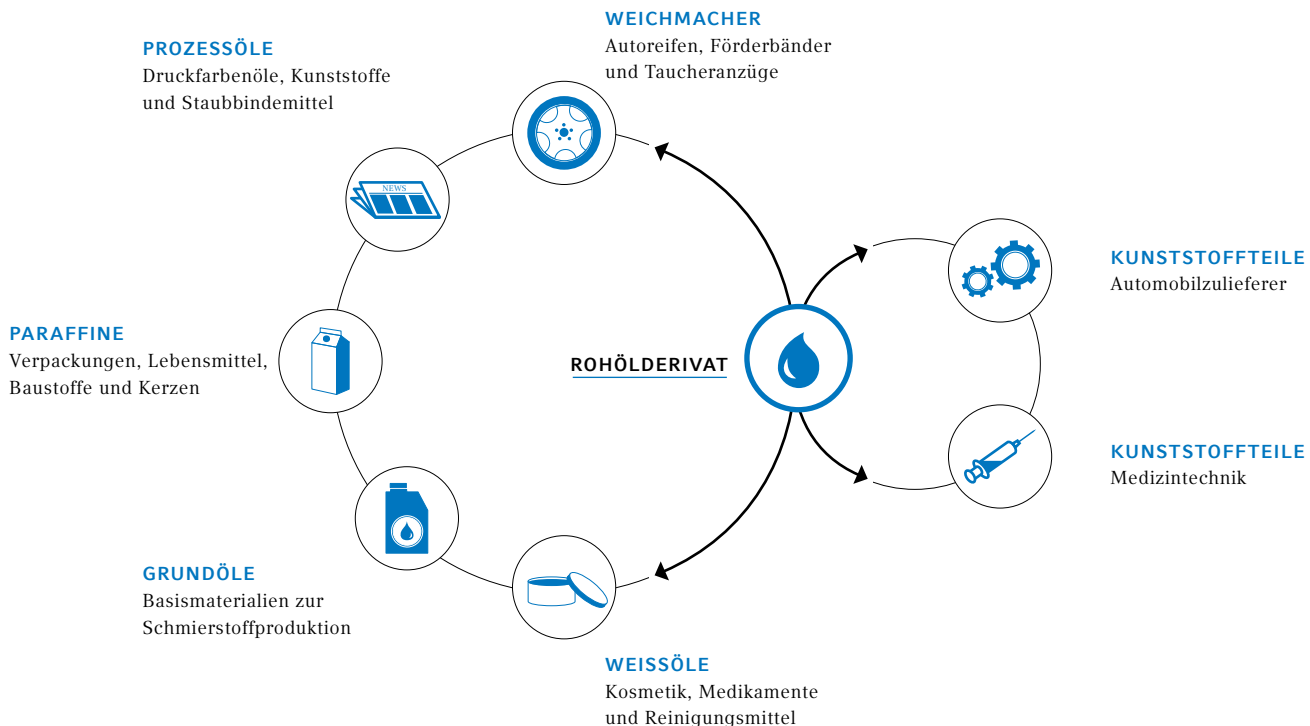 WEICHMACHER
Autoreifen, Förderbänder
und Taucheranzüge
PROZESSÖLE
Druckfarbenöle, Kunststoffe
und Staubbindemittel
NEWS
KUNSTSTOFFTEILE
Automobilzulieferer
PARAFFINE
Verpackungen, Lebensmittel,
Baustoffe und Kerzen
ROHÖLDERIVAT
KUNSTSTOFFTEILE
Medizintechnik
GRUNDÖLE
Basismaterialien zur
Schmierstoffproduktion
WEISSÖLE
Kosmetik, Medikamente
und Reinigungsmittel